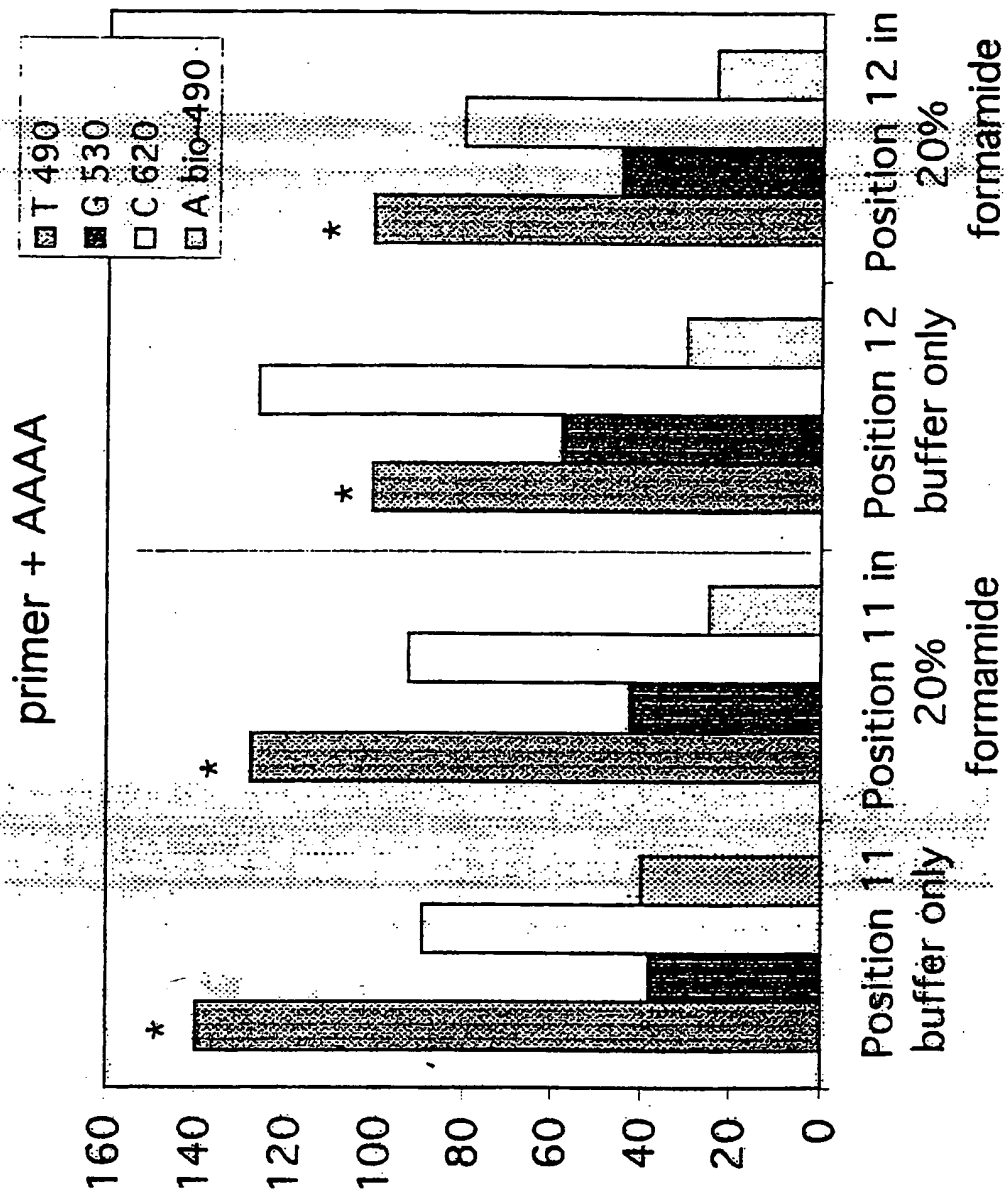 primer + AAAA
T 490
G 530
C 620
A bio-490
160
140
120
100
80
60
40
20
0
*
*
*
*
Position 11
buffer only
Position 11 in
20%
formamide
Position 12
buffer only
Position 12 in
20%
formamide